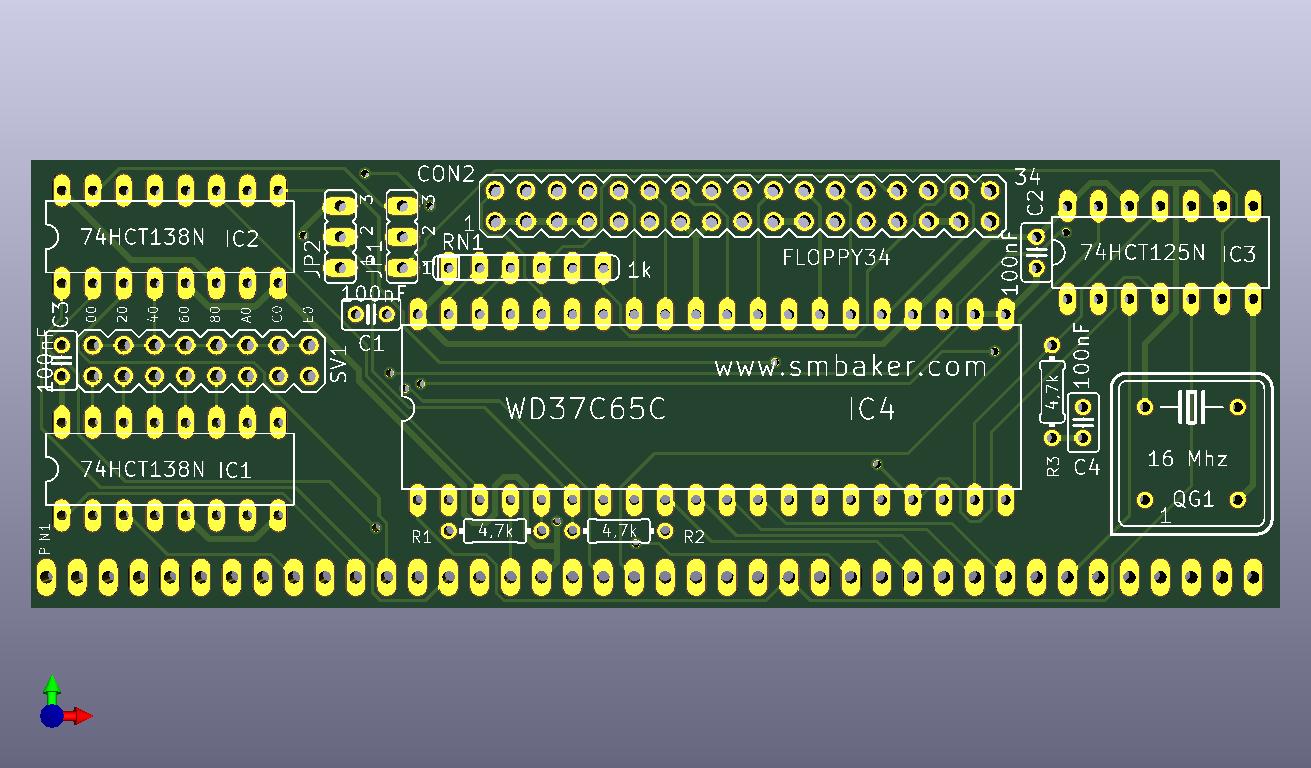 CON2
34
1
FLOPPY34
74HCT138N IC2
JP2
3
2
JP1
3
2
1
RN1
1k
C2
100nF
74HCT125N IC3
C3
100nF
00
20
40
60
80
A0
C0
E0
SV1
100nF
C1
www.smbaker.com
WD37C65C IC4
4,7k
R3
100nF
C4
16 Mhz
QG1
1
74HCT138N IC1
R1
4,7k
4,7k
R2